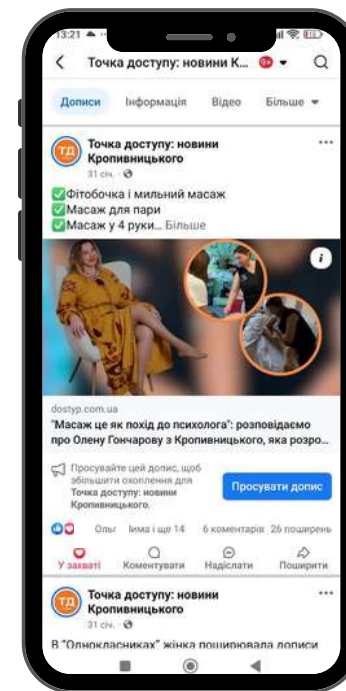 13:21
Точка доступу: новини К... 9+
Дописи Інформація Відео Більше
ТД
Точка доступу: новини
Кропивницького
31 січ.
✅Фітобочка і мильний масаж
✅Масаж для пари
✅Масаж у 4 руки... Більше
dostyp.com.ua
"Масаж це як похід до психолога": розповідаємо
про Олену Гончарову з Кропивницького, яка розро...
Просувайте цей допис, щоб
збільшити охоплення для
Точка доступу: новини
Кропивницького.
Просувати допис
і ще 14 6 коментарів 26 поширень
У захваті Коментувати Надіслати Поширити
ТД
Точка доступу: новини
Кропивницького
31 січ.
В "Однокласниках" жінка поширювала дописи